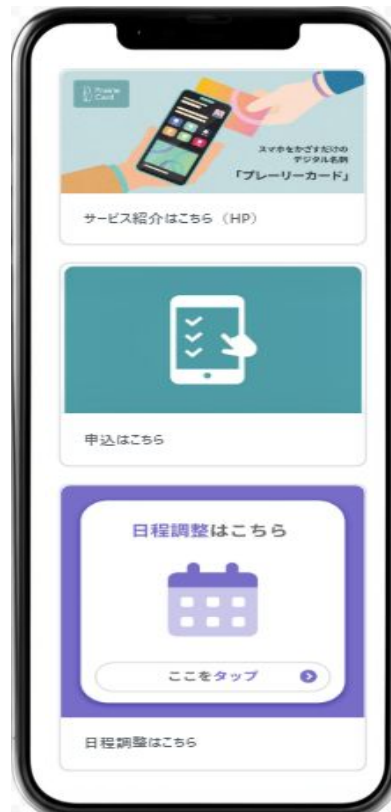 Prairie
Card
スマホをかざすだけの
デジタル名刺
「プレーリーカード」
サービス紹介はこちら（HP）
申込はこちら
日程調整はこちら
ここをタップ
日程調整はこちら